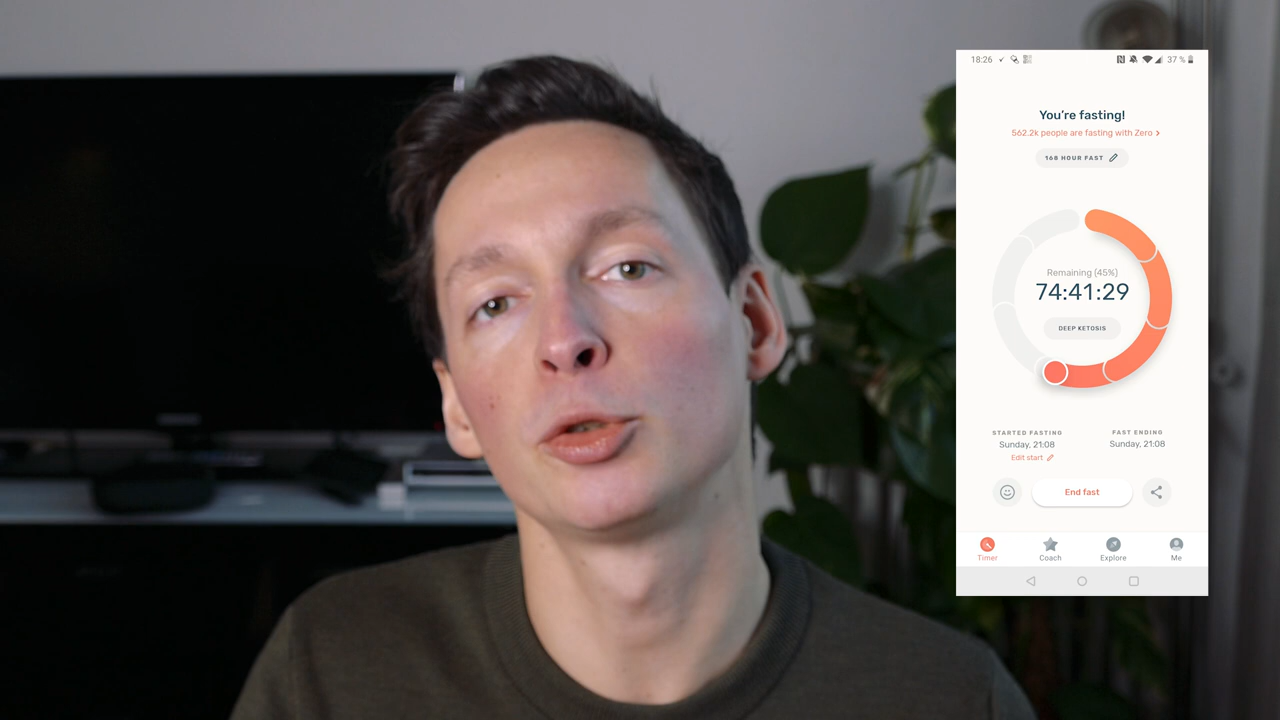 18:26
37 %
You're fasting!
562.2k people are fasting with Zero >
168 HOUR FAST
Remaining (45%)
74:41:29
DEEP KETOSIS
STARTED FASTING
Sunday, 21:08
Edit start
FAST ENDING
Sunday, 21:08
End fast
Timer
Coach
Explore
Me